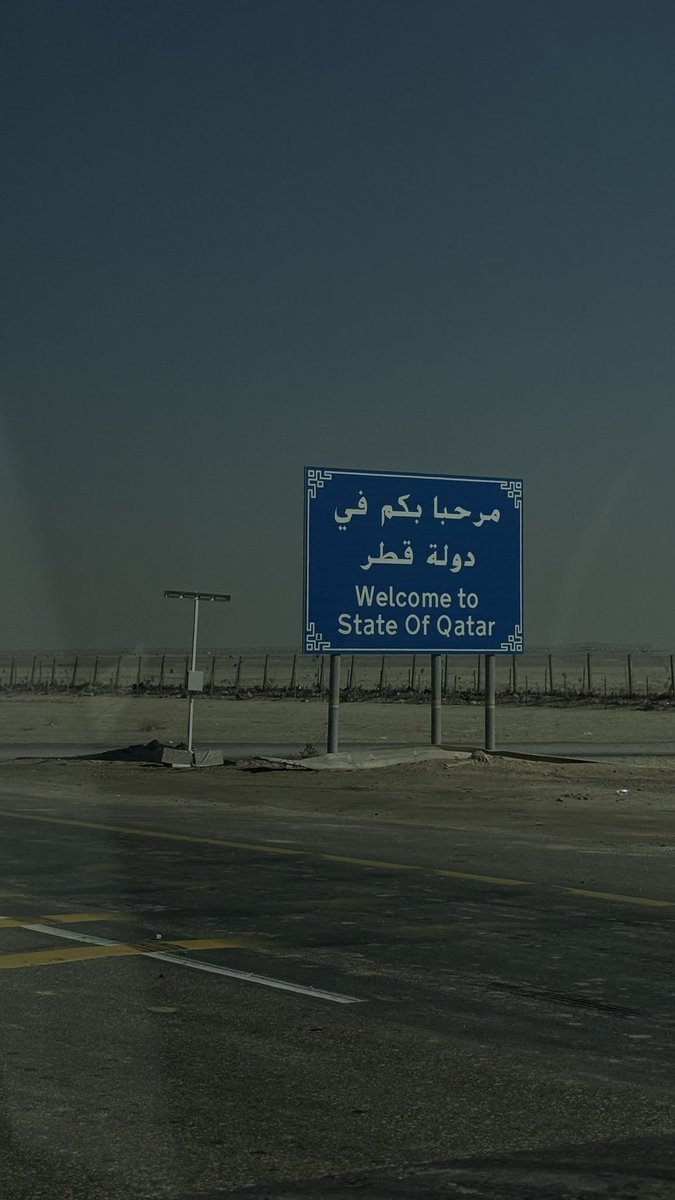 مرحبا بكم في
دولة قطر
Welcome to
State Of Qatar